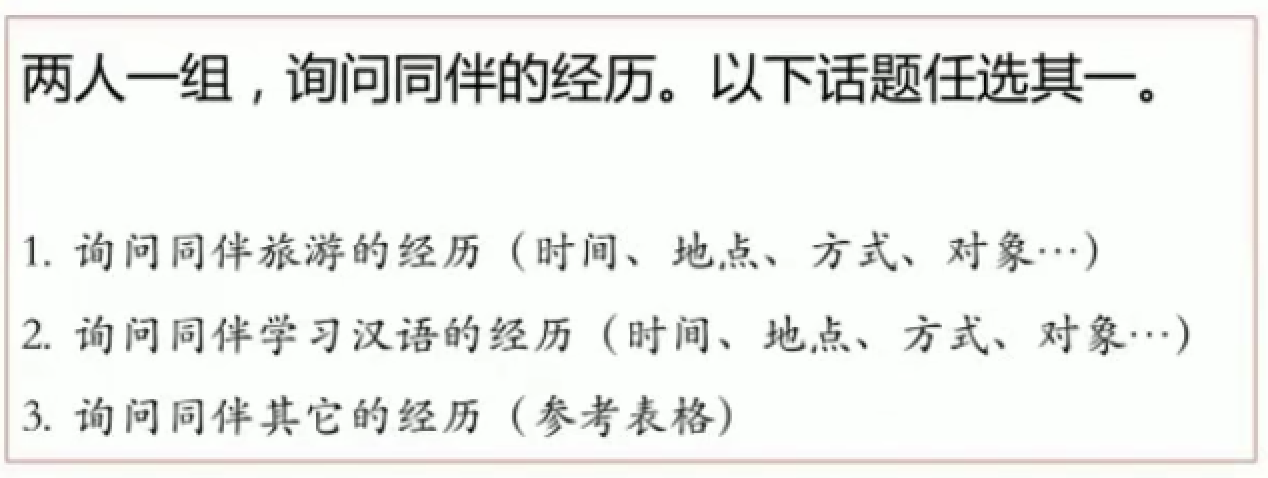 两人一组，询问同伴的经历。以下话题任选其一。
1. 询问同伴旅游的经历（时间、地点、方式、对象…）
2. 询问同伴学习汉语的经历（时间、地点、方式、对象…）
3. 询问同伴其它的经历（参考表格）